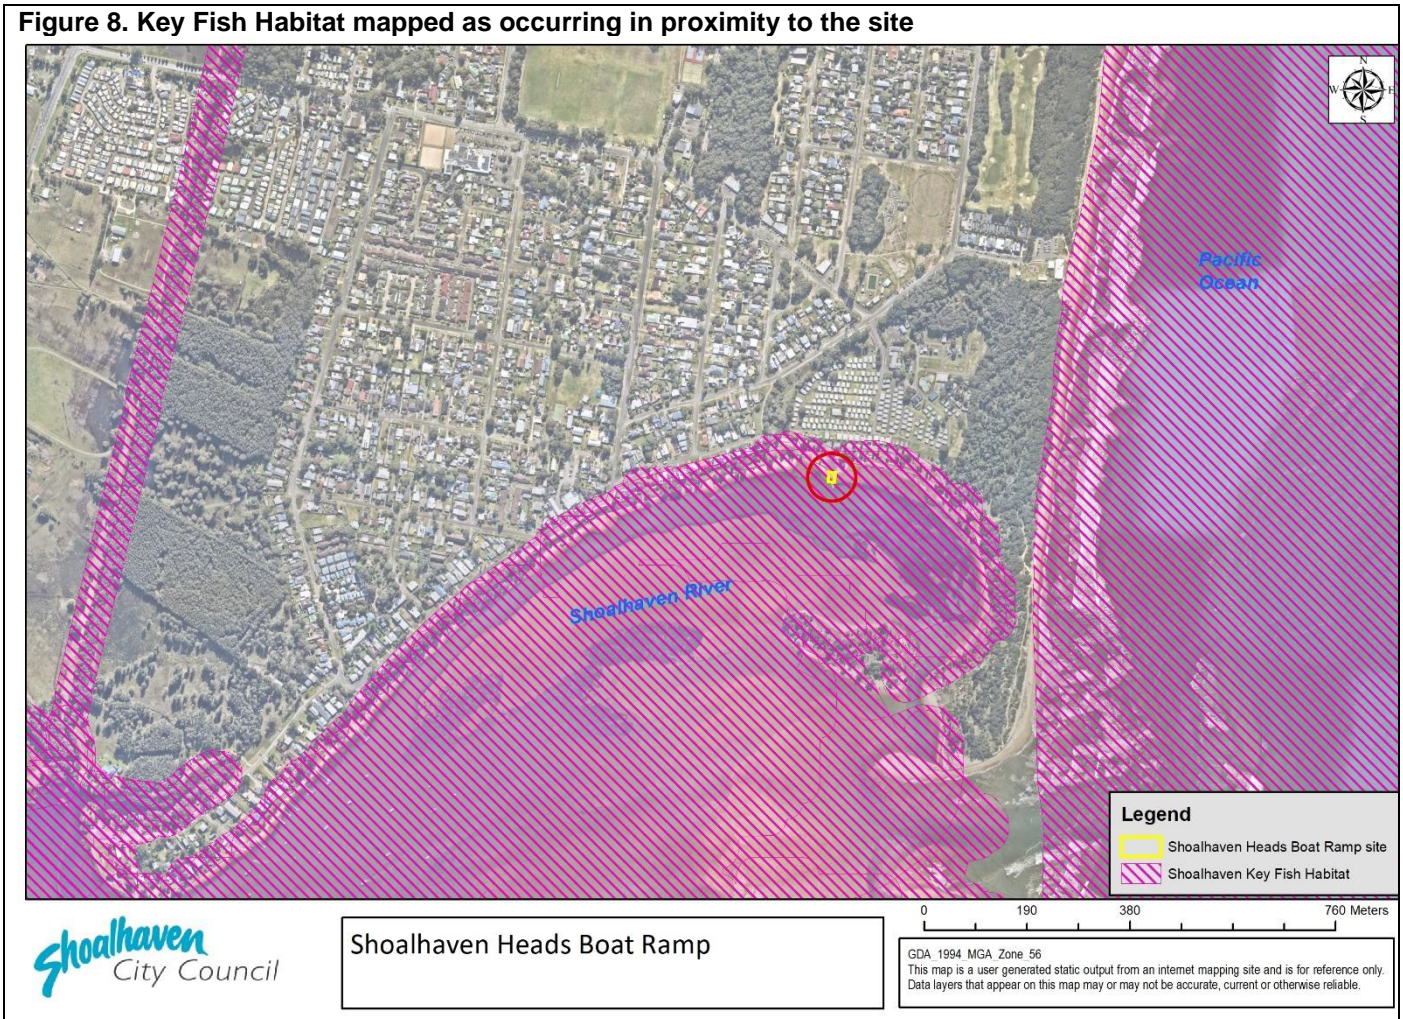 Figure 8. Key Fish Habitat mapped as occurring in proximity to the site
N
W E
S
Pacific
Ocean
Shoalhaven River
Legend
Shoalhaven Heads Boat Ramp site
Shoalhaven Key Fish Habitat
0 190 380 760 Meters
Shoalhaven
City Council
Shoalhaven Heads Boat Ramp
GDA_1994_MGA_Zone_56
This map is a user generated static output from an internet mapping site and is for reference only.
Data layers that appear on this map may or may not be accurate, current or otherwise reliable.